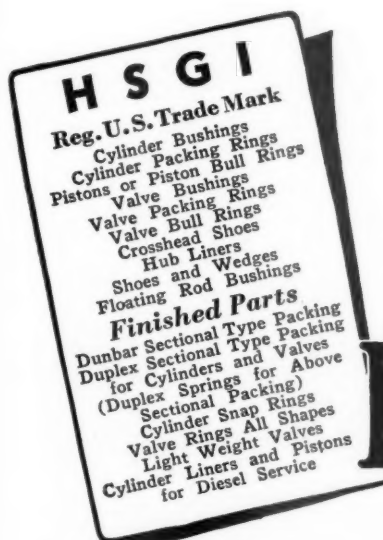 HSGI
Reg. U. S. Trade Mark
Cylinder Bushings
Cylinder Packing Rings
Pistons or Piston Bull Rings
Valve Bushings
Valve Packing Rings
Valve Bull Rings
Crosshead Shoes
Hub Liners
Shoes and Wedges
Floating Rod Bushings
Finished Parts
Dunbar Sectional Type Packing
Duplex Sectional Type Packing
for Cylinders and Valves
(Duplex Springs for Above
Sectional Packing)
Cylinder Snap Rings
Valve Rings All Shapes
Light Weight Valves
Cylinder Liners and Pistons
for Diesel Service